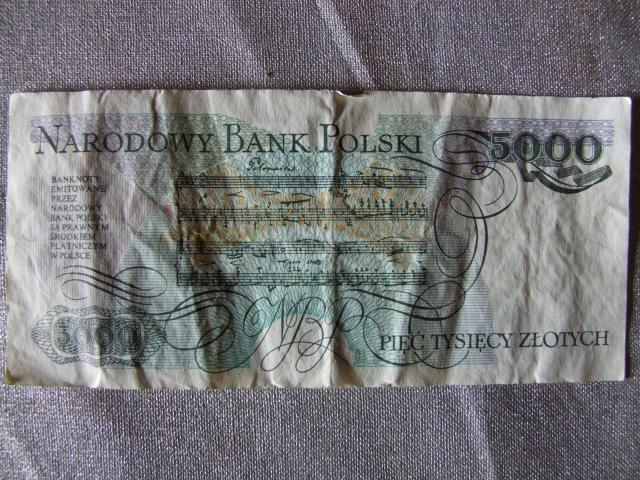 NARODOWY BANK POLSKI
5000
Polonaise
BANKNOTY
EMITOWANE
PRZEZ
NARODOWY
BANK POLSKI
SĄ PRAWNYM
ŚRODKIEM
PŁATNICZYM
W POLSCE
5000
PIĘĆ TYSIĘCY ZŁOTYCH